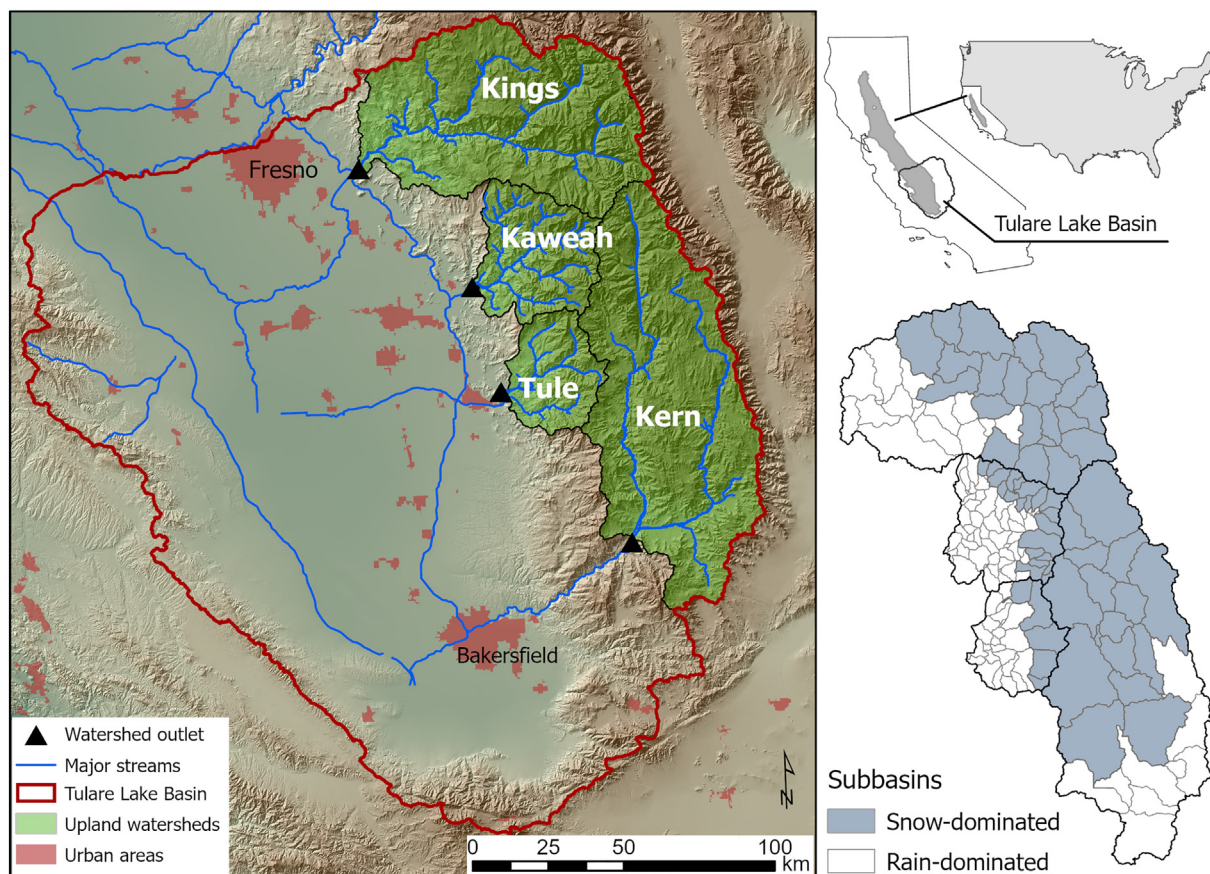 Kings
Fresno
Kaweah
Tule
Kern
Bakersfield
Watershed outlet
Major streams
Tulare Lake Basin
Upland watersheds
Urban areas
0 25 50 100
km
N
Tulare Lake Basin
Subbasins
Snow-dominated
Rain-dominated